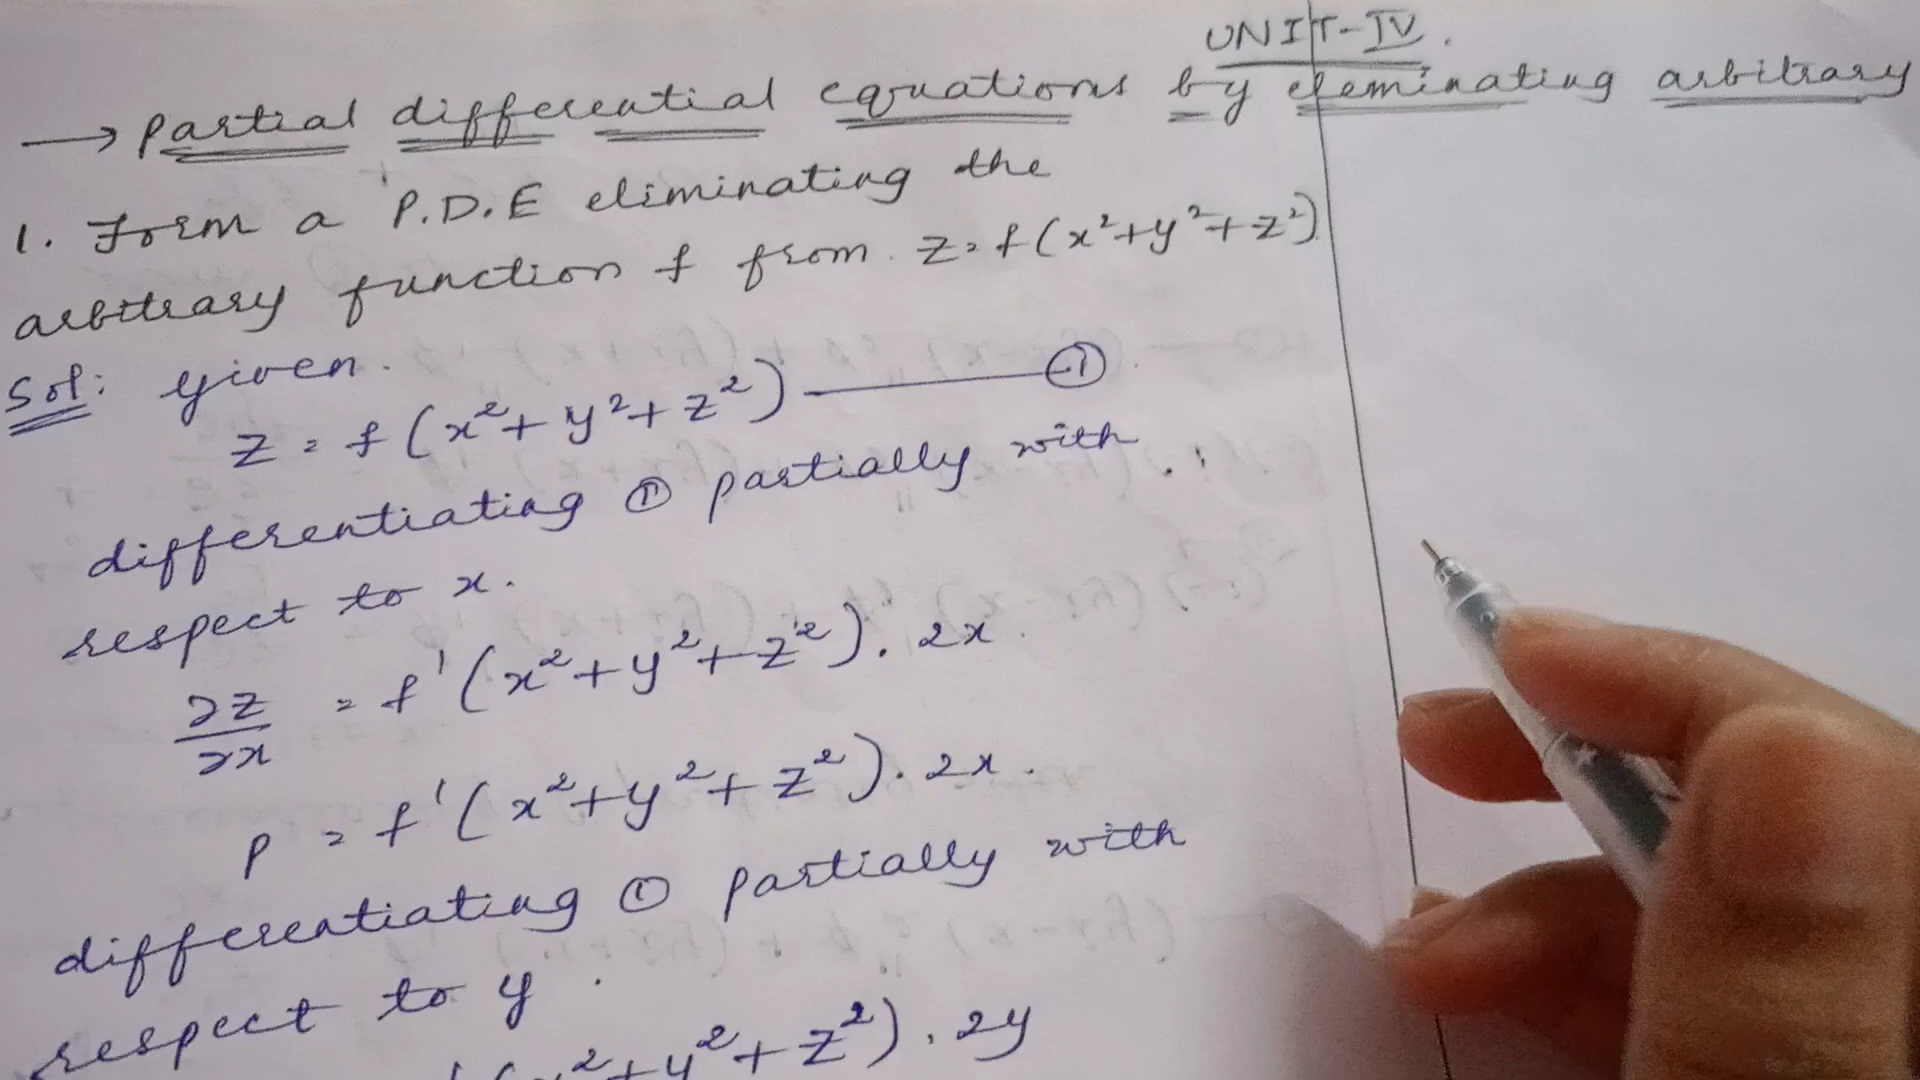 UNIT-IV.
→ Partial differential equations by eleminating arbitrary
1. Form a P.D.E eliminating the
arbitrary function f from z=f(x²+y²+z²)
Sol: given.
z=f(x²+y²+z²) ——— ①
differentiating ① partially with
respect to x.
∂z/∂x = f'(x²+y²+z²). 2x
p = f'(x²+y²+z²). 2x.
differentiating ① partially with
respect to y.
(x²+y²+z²). 2y